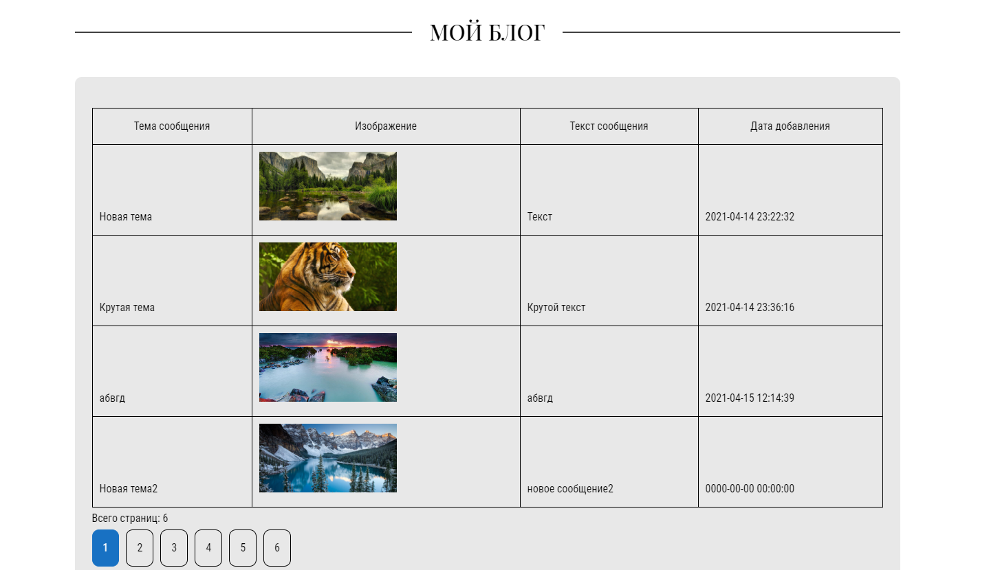 МОЙ БЛОГ
Тема сообщения Изображение Текст сообщения Дата добавления
Новая тема Текст 2021-04-14 23:22:32
Крутая тема Крутой текст 2021-04-14 23:36:16
абвгд абвгд 2021-04-15 12:14:39
Новая тема2 новое сообщение2 0000-00-00 00:00:00
Всего страниц: 6
1 2 3 4 5 6